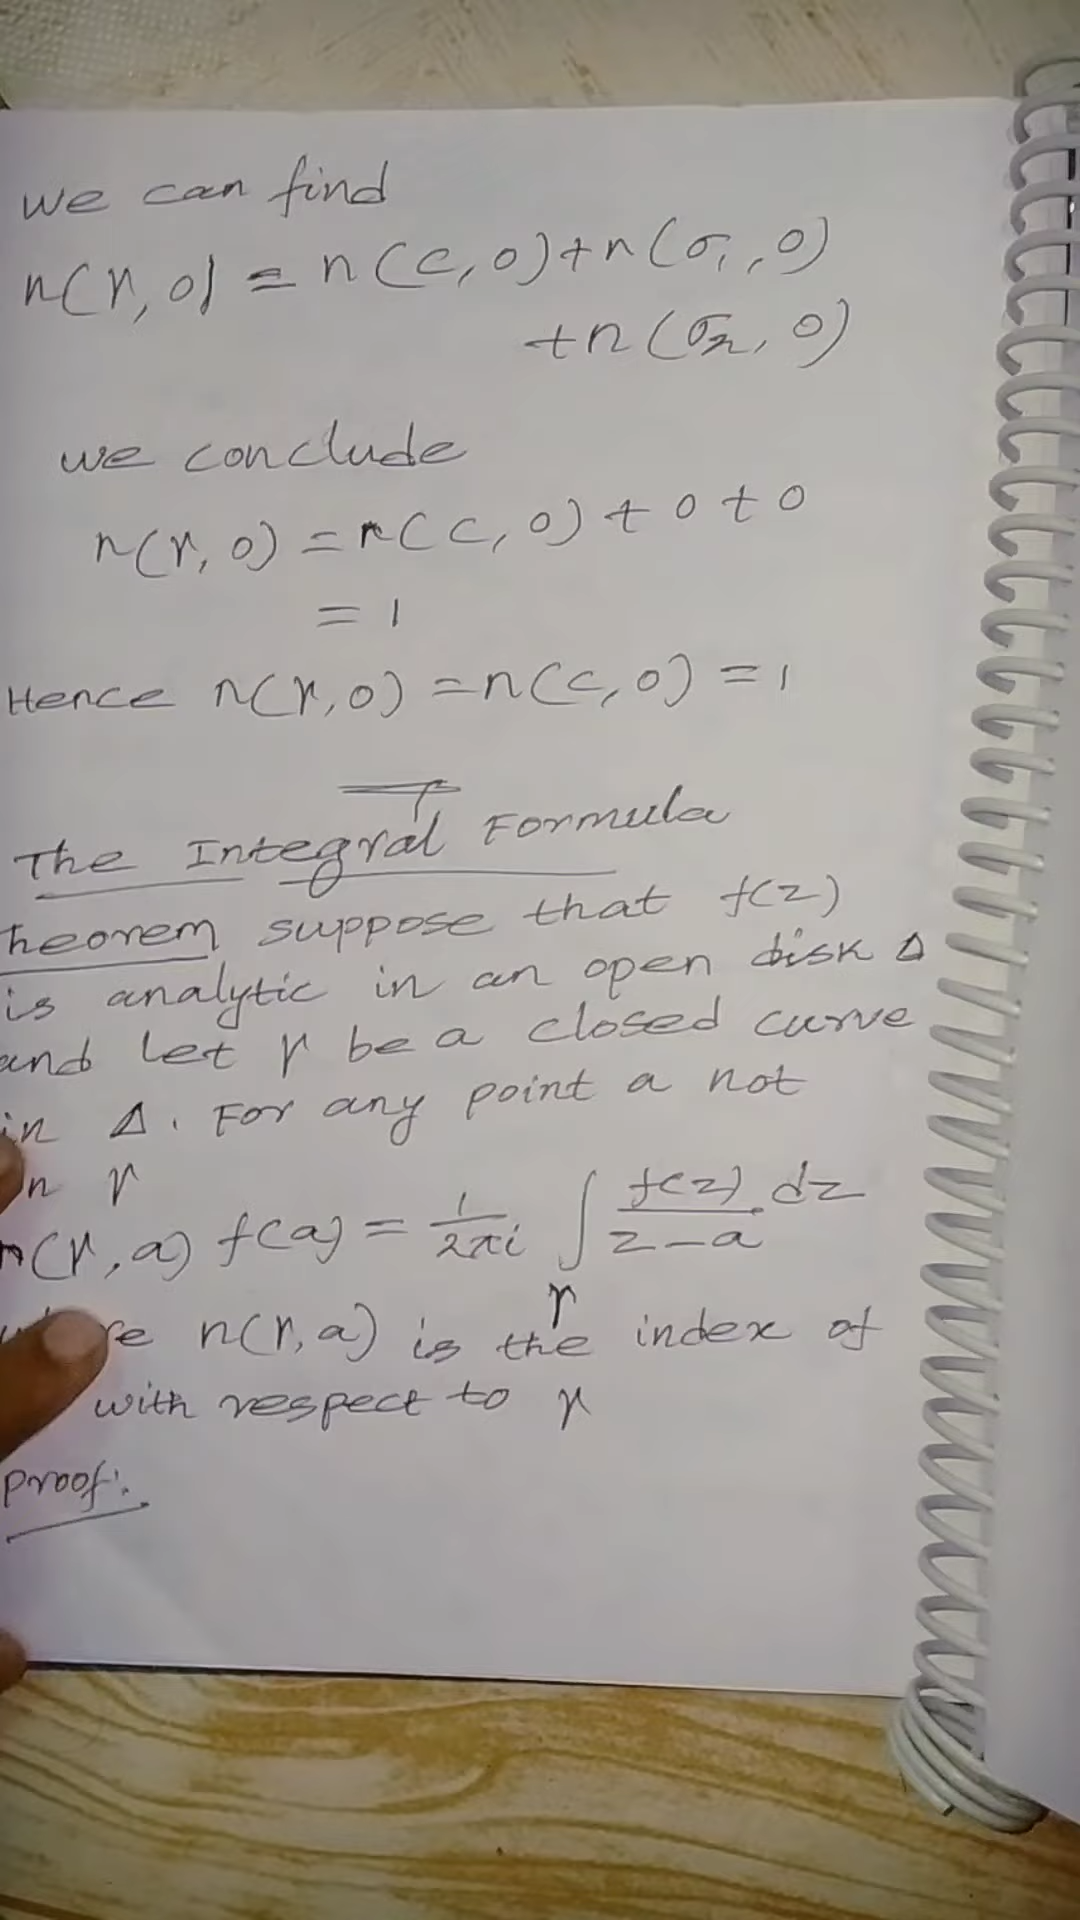 we can find
n(γ, 0) = n(c, 0) + n(σ₁, 0)
+ n(σ₂, 0)
we conclude
n(γ, 0) = n(c, 0) + 0 + 0
= 1
Hence n(γ, 0) = n(c, 0) = 1
The Integral Formula
heorem suppose that f(z)
is analytic in an open disk Δ
and let γ be a closed curve
in Δ. For any point a not
n γ
n(γ, a) f(a) = 1/2πi ∫γ f(z)/z-a dz
re n(γ, a) is the index of
with respect to γ
proof: